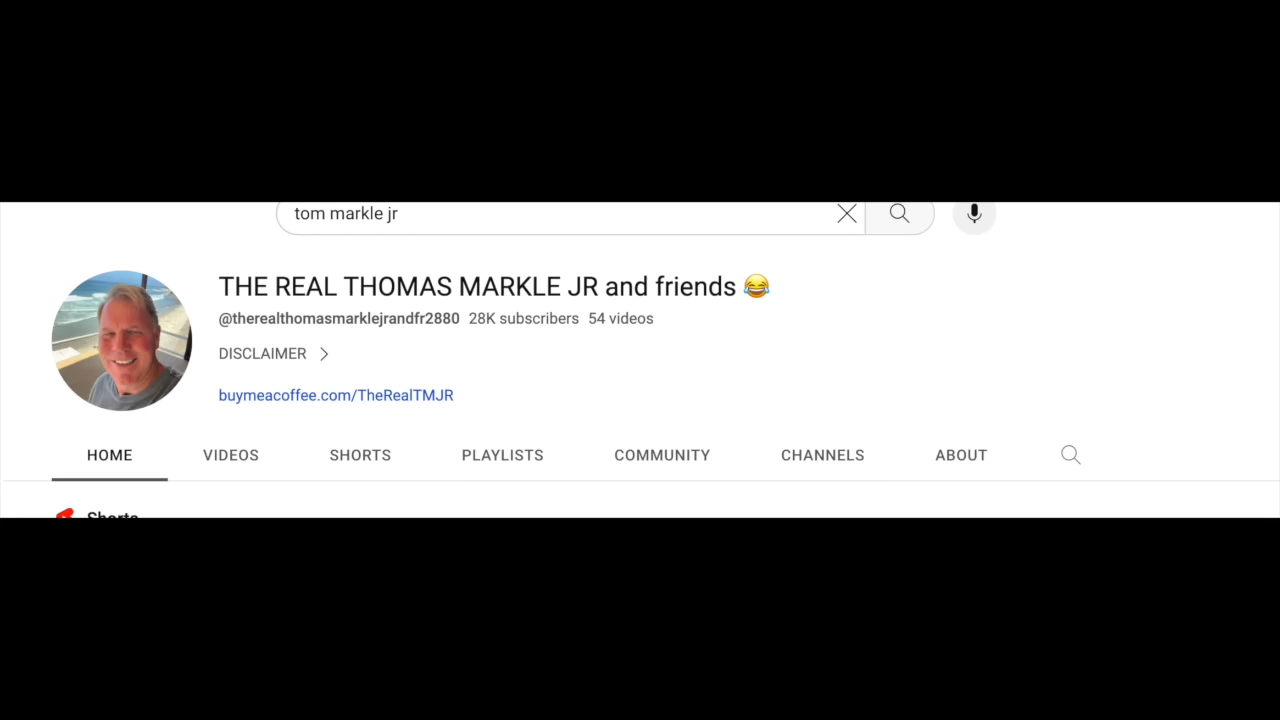 tom markle jr
THE REAL THOMAS MARKLE JR and friends 😂
@therealthomasmarklejrandfr2880 28K subscribers 54 videos
DISCLAIMER
buymeacoffee.com/TheRealTMJR
HOME VIDEOS SHORTS PLAYLISTS COMMUNITY CHANNELS ABOUT
Shorts